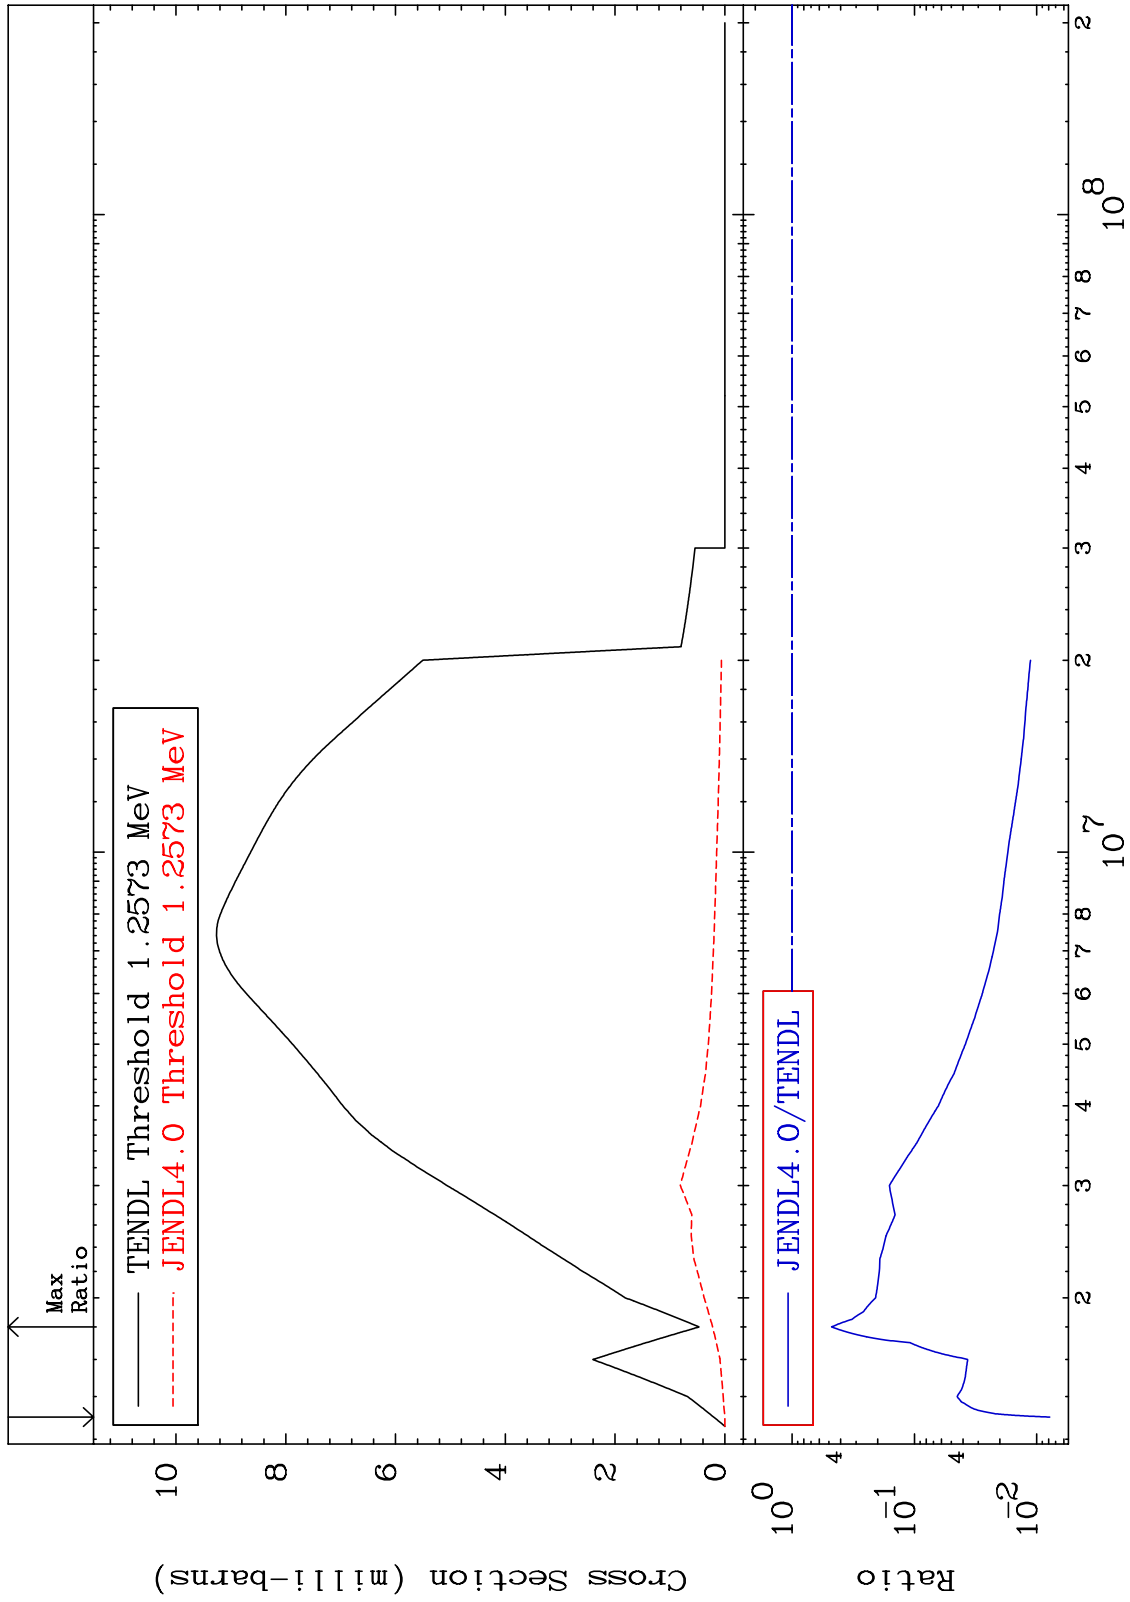 Max
Ratio
TENDL Threshold 1.2573 MeV
JENDL4.0 Threshold 1.2573 MeV
Cross Section (milli-barns)
10
8
6
4
2
0
JENDL4.0/TENDL
Ratio
10 0
4
10 -1
4
10 -2
2 3 4 5 6 7 8 10 7 2 3 4 5 6 7 8 10 8 2